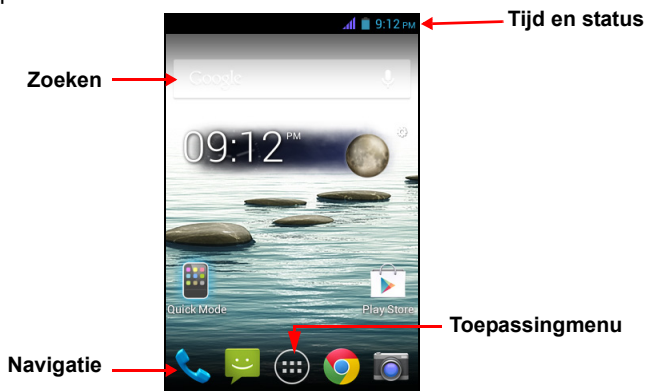 Tijd en status
9:12 PM
Zoeken
Google
09:12 PM
Quick Mode
Play Store
Toepassingmenu
Navigatie